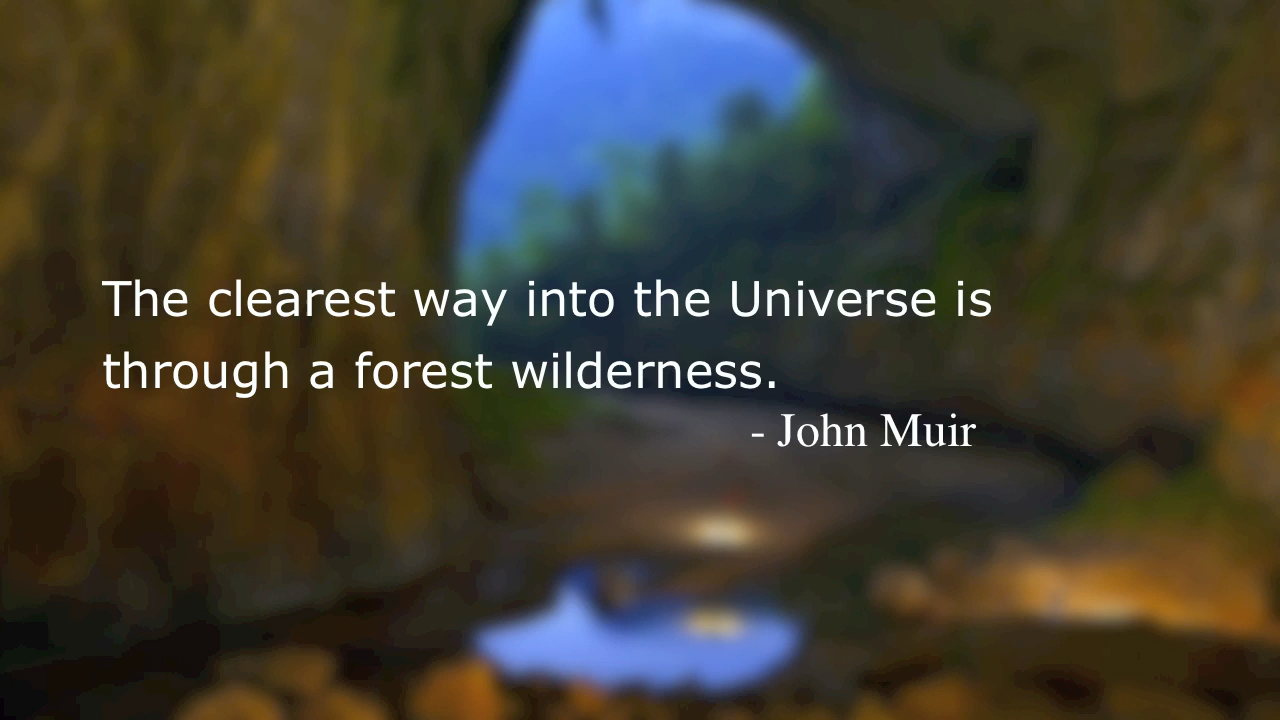 The clearest way into the Universe is
through a forest wilderness.
- John Muir